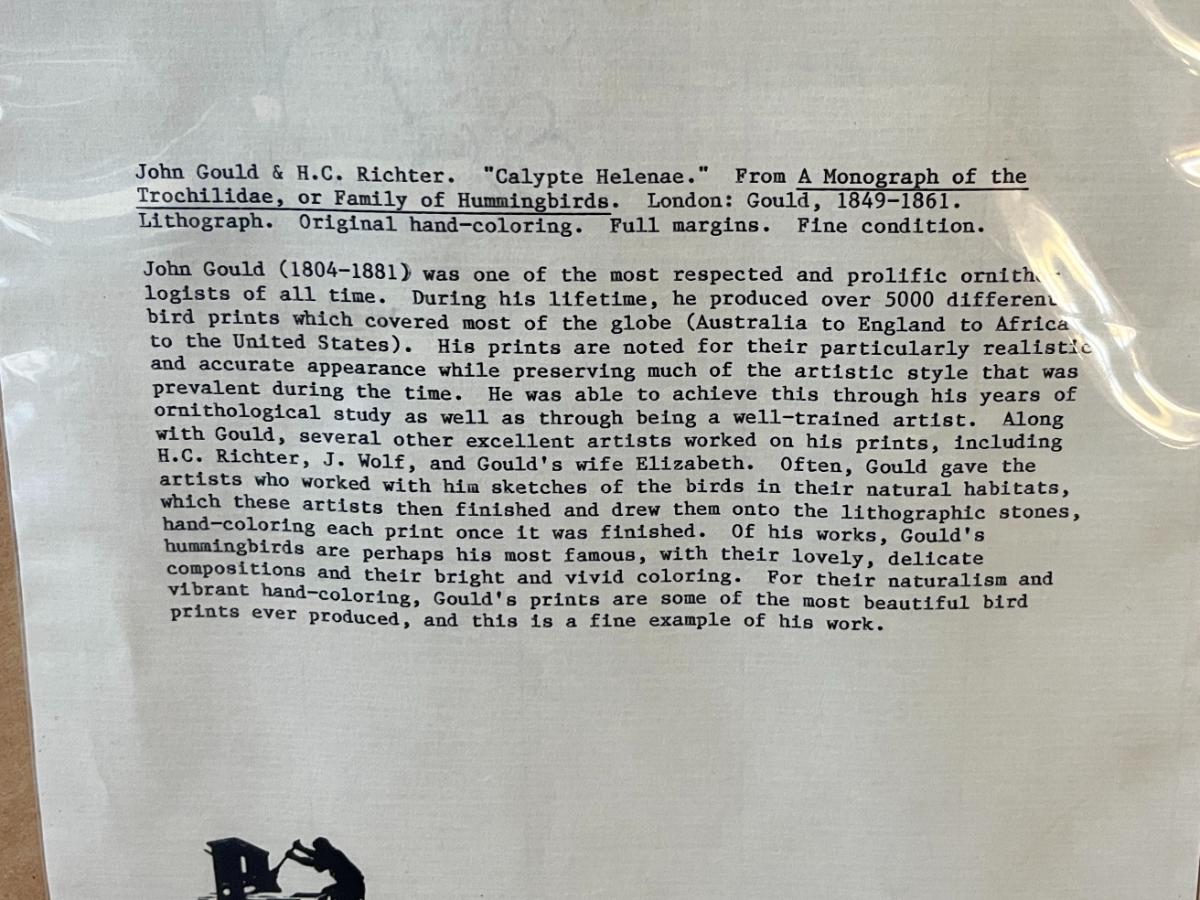 John Gould & H.C. Richter. "Calypte Helenae." From A Monograph of the
Trochilidae, or Family of Hummingbirds. London: Gould, 1849-1861.
Lithograph. Original hand-coloring. Full margins. Fine condition.
John Gould (1804-1881) was one of the most respected and prolific
logists of all time. During his lifetime, he produced over 5000 different
bird prints which covered most of the globe (Australia to England to Africa
to the United States). His prints are noted for their particularly realistic
and accurate appearance while preserving much of the artistic style that was
prevalent during the time. He was able to achieve this through his years of
ornithological study as well as through being a well-trained artist. Along
with Gould, several other excellent artists worked on his prints, including
H.C. Richter, J. Wolf, and Gould's wife Elizabeth. Often, Gould gave the
artists who worked with him sketches of the birds in their natural habitats,
which these artists then finished and drew them onto the lithographic stones,
hand-coloring each print once it was finished. Of his works, Gould's
hummingbirds are perhaps his most famous, with their lovely, delicate
compositions and their bright and vivid coloring. For their naturalism and
vibrant hand-coloring, Gould's prints are some of the most beautiful bird
prints ever produced, and this is a fine example of his work.